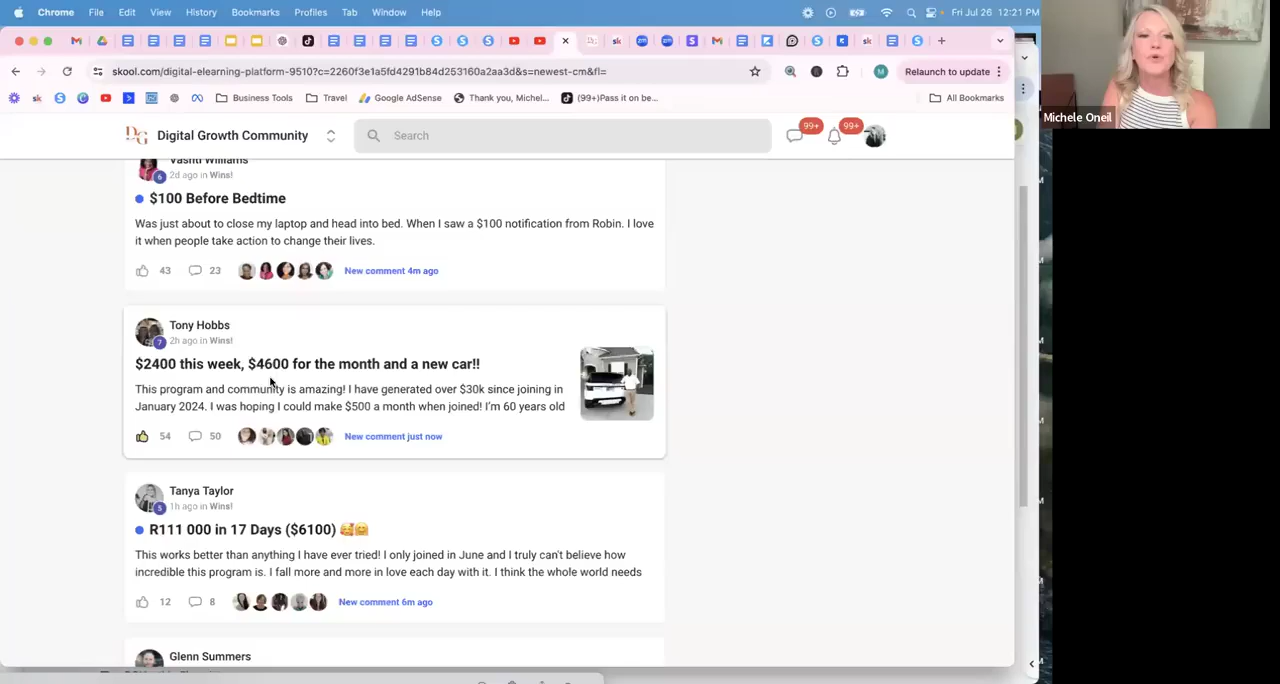 Chrome File Edit View History Bookmarks Profiles Tab Window Help Fri Jul 26 12:21 PM
skool.com/digital-elearning-platform-9510?c=2260f3e1a5fd4291b84d253160a2aa3d&s=newest-cm&fl= Relaunch to update
Business Tools Travel Google AdSense Thank you, Michel... (99+)Pass it on be... All Bookmarks
Michele Oneil
DG Digital Growth Community Search 99+ 99+
Vashti Williams
6 2d ago in Wins!
$100 Before Bedtime
Was just about to close my laptop and head into bed. When I saw a $100 notification from Robin. I love
it when people take action to change their lives.
43 23 New comment 4m ago
Tony Hobbs
7 2h ago in Wins!
$2400 this week, $4600 for the month and a new car!!
This program and community is amazing! I have generated over $30k since joining in
January 2024. I was hoping I could make $500 a month when joined! I'm 60 years old
54 50 New comment just now
Tanya Taylor
5 1h ago in Wins!
R111 000 in 17 Days ($6100) 🥰🤗
This works better than anything I have ever tried! I only joined in June and I truly can't believe how
incredible this program is. I fall more and more in love each day with it. I think the whole world needs
12 8 New comment 6m ago
Glenn Summers